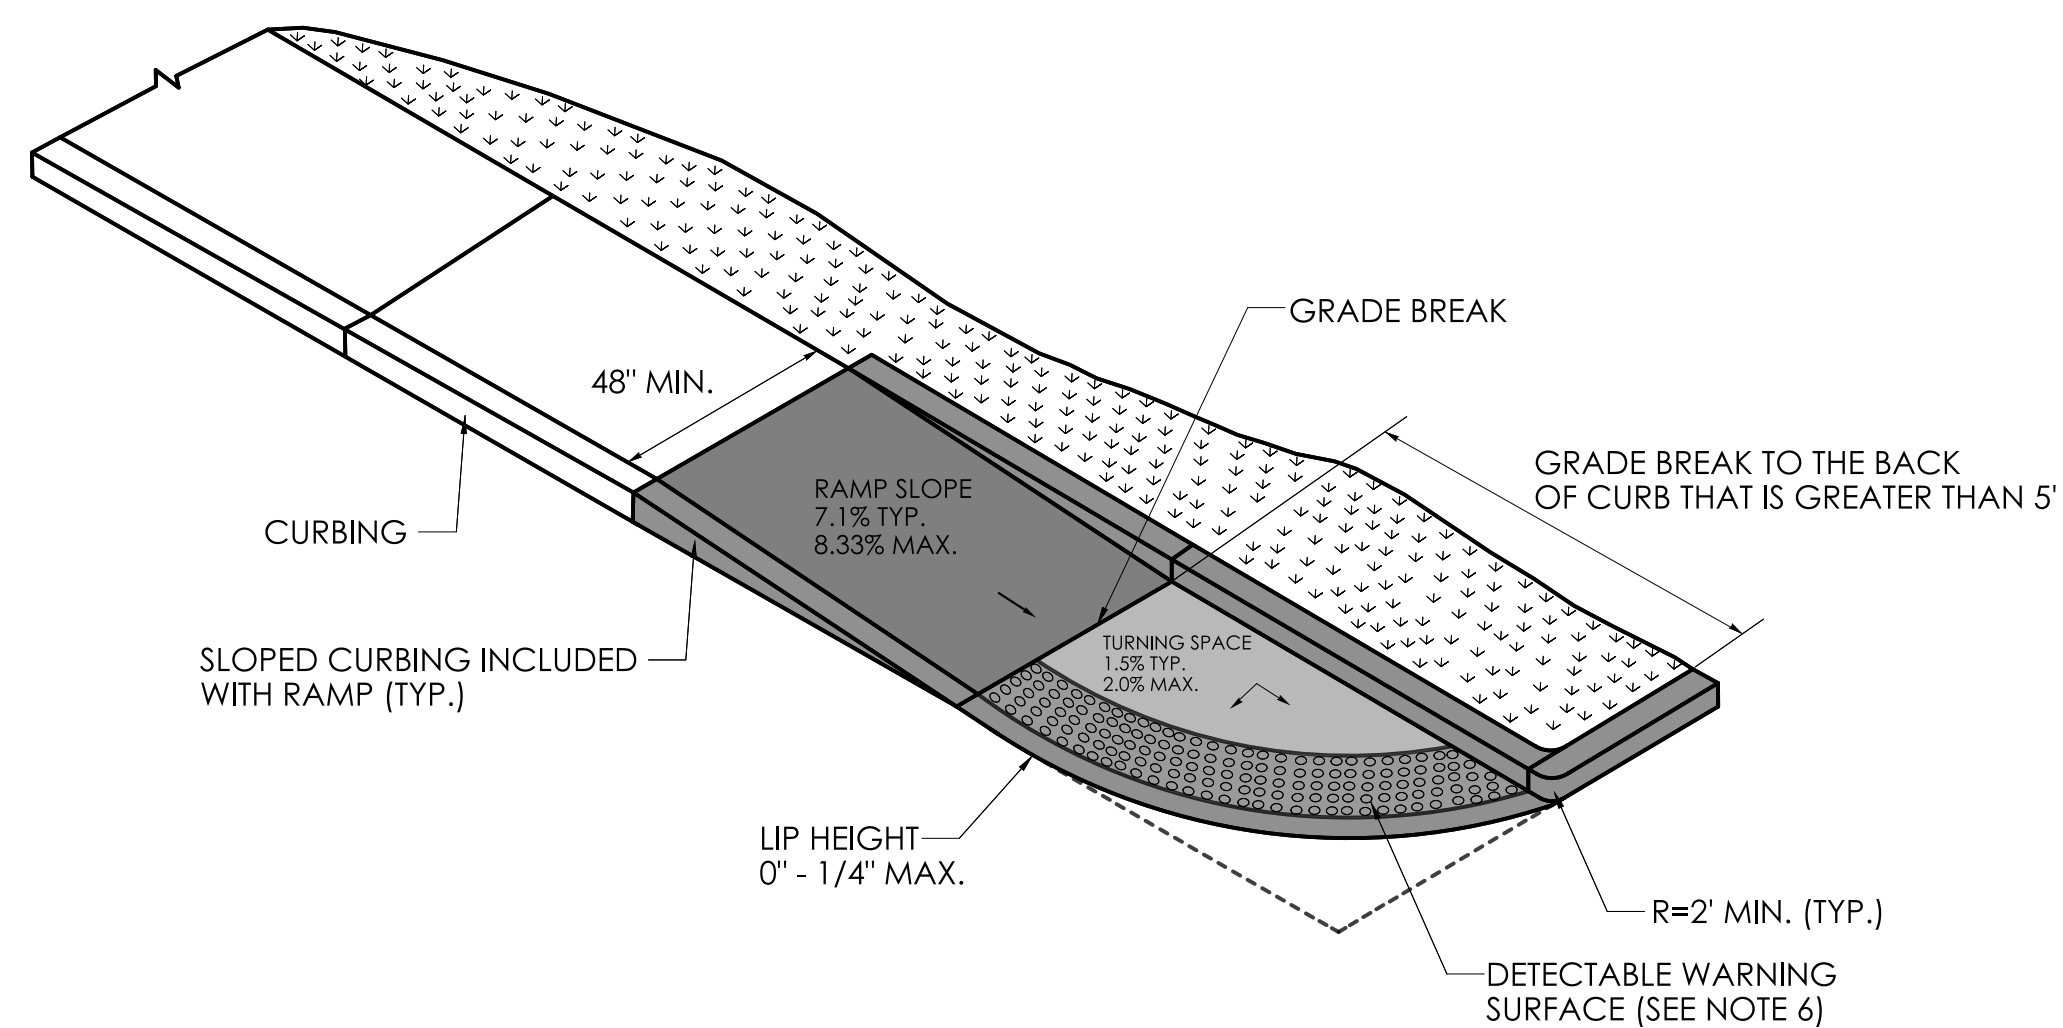 GRADE BREAK
48" MIN.
GRADE BREAK TO THE BACK
OF CURB THAT IS GREATER THAN 5'
RAMP SLOPE
7.1% TYP.
8.33% MAX.
CURBING
TURNING SPACE
1.5% TYP.
2.0% MAX.
SLOPED CURBING INCLUDED
WITH RAMP (TYP.)
LIP HEIGHT
0" - 1/4" MAX.
R=2' MIN. (TYP.)
DETECTABLE WARNING
SURFACE (SEE NOTE 6)